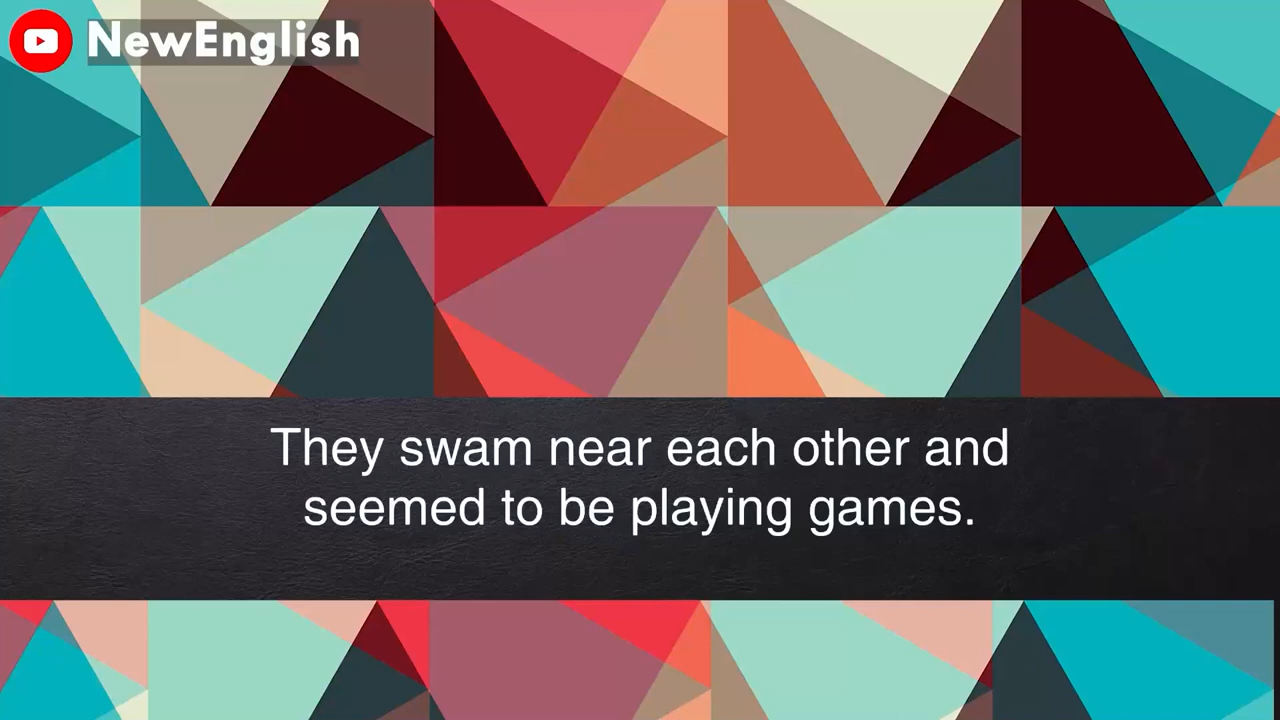 NewEnglish
They swam near each other and
seemed to be playing games.